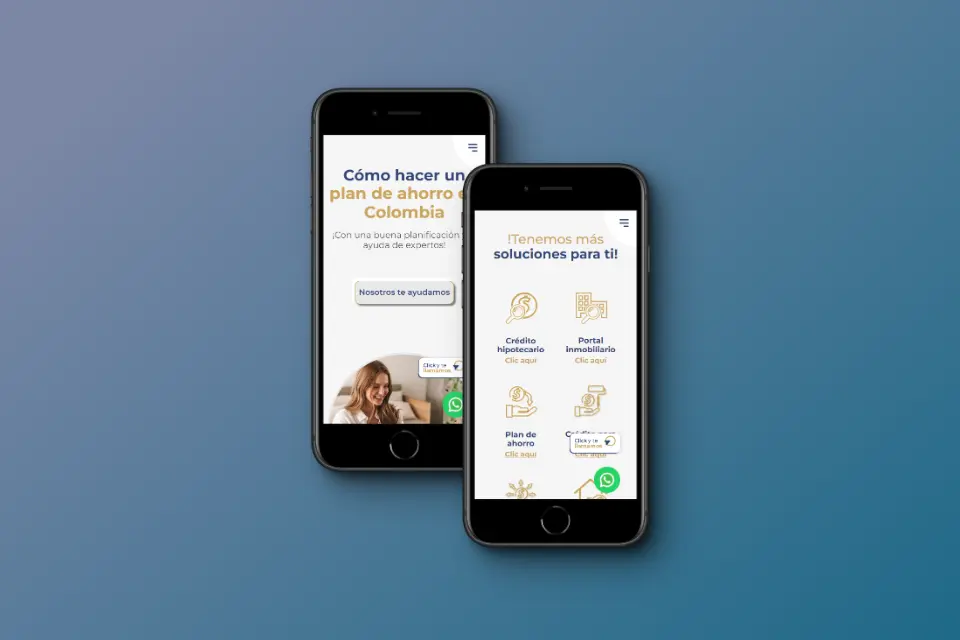 Cómo hacer un
plan de ahorro
Colombia
¡Con una buena planificación
ayuda de expertos!
Nosotros te ayudamos
Click y te
llamamos
!Tenemos más
soluciones para ti!
Crédito
hipotecario
Clic aquí
Portal
inmobiliario
Clic aquí
Plan de
ahorro
Clic aquí
Click y te
llamamos
Clic aquí